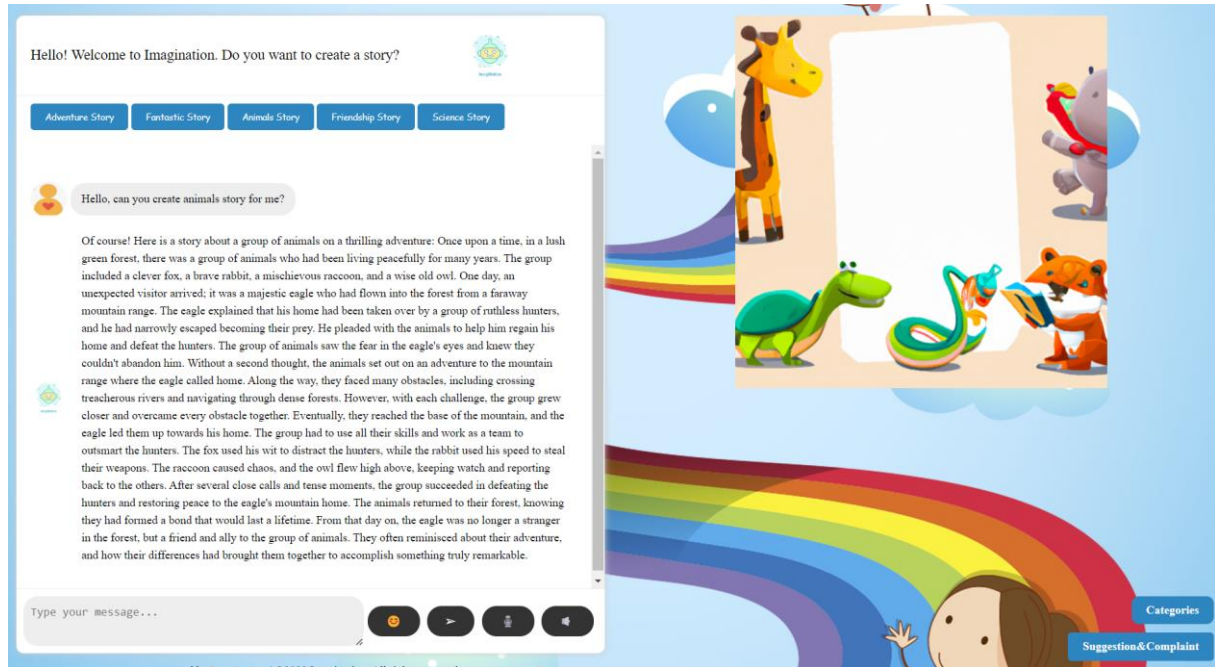 Hello! Welcome to Imagination. Do you want to create a story?
Adventure Story
Fantastic Story
Animals Story
Friendship Story
Science Story
Hello, can you create animals story for me?
Of course! Here is a story about a group of animals on a thrilling adventure: Once upon a time, in a lush
green forest, there was a group of animals who had been living peacefully for many years. The group
included a clever fox, a brave rabbit, a mischievous raccoon, and a wise old owl. One day, an
unexpected visitor arrived; it was a majestic eagle who had flown into the forest from a faraway
mountain range. The eagle explained that his home had been taken over by a group of ruthless hunters,
and he had narrowly escaped becoming their prey. He pleaded with the animals to help him regain his
home and defeat the hunters. The group of animals saw the fear in the eagle's eyes and knew they
couldn't abandon him. Without a second thought, the animals set out on an adventure to the mountain
range where the eagle called home. Along the way, they faced many obstacles, including crossing
treacherous rivers and navigating through dense forests. However, with each challenge, the group grew
closer and overcame every obstacle together. Eventually, they reached the base of the mountain, and the
eagle led them up towards his home. The group had to use all their skills and work as a team to
outsmart the hunters. The fox used his wit to distract the hunters, while the rabbit used his speed to steal
their weapons. The raccoon caused chaos, and the owl flew high above, keeping watch and reporting
back to the others. After several close calls and tense moments, the group succeeded in defeating the
hunters and restoring peace to the eagle's mountain home. The animals returned to their forest, knowing
they had formed a bond that would last a lifetime. From that day on, the eagle was no longer a stranger
in the forest, but a friend and ally to the group of animals. They often reminisced about their adventure,
and how their differences had brought them together to accomplish something truly remarkable.
Type your message...
Categories
Suggestion&Complaint